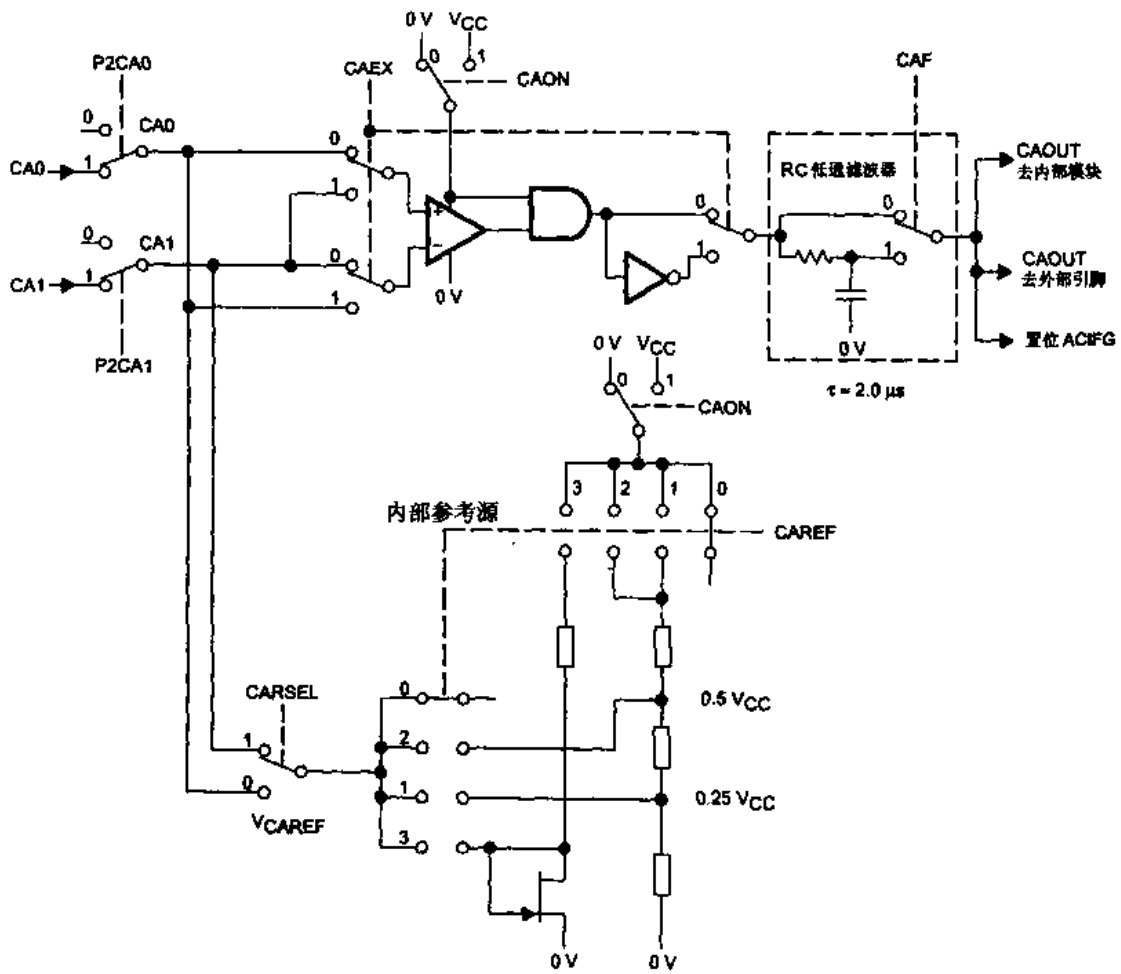 0 V VCC
P2CA0 CAEX 0 1 CAON CAF
0 CA0 0
CA0 1
1 RC 低通滤波器 0 CAOUT
去内部模块
0 CA1 0 + − 0 1
CA1 1 0 V 1 CAOUT
去外部引脚
1 0 V
P2CA1 置位 ACIFG
0 V VCC
τ = 2.0 μs
0 1
CAON
3 2 1 0
内部参考源
CAREF
CARSEL 0 0.5 VCC
1 2
0 1 0.25 VCC
VCAREF
3
0 V 0 V